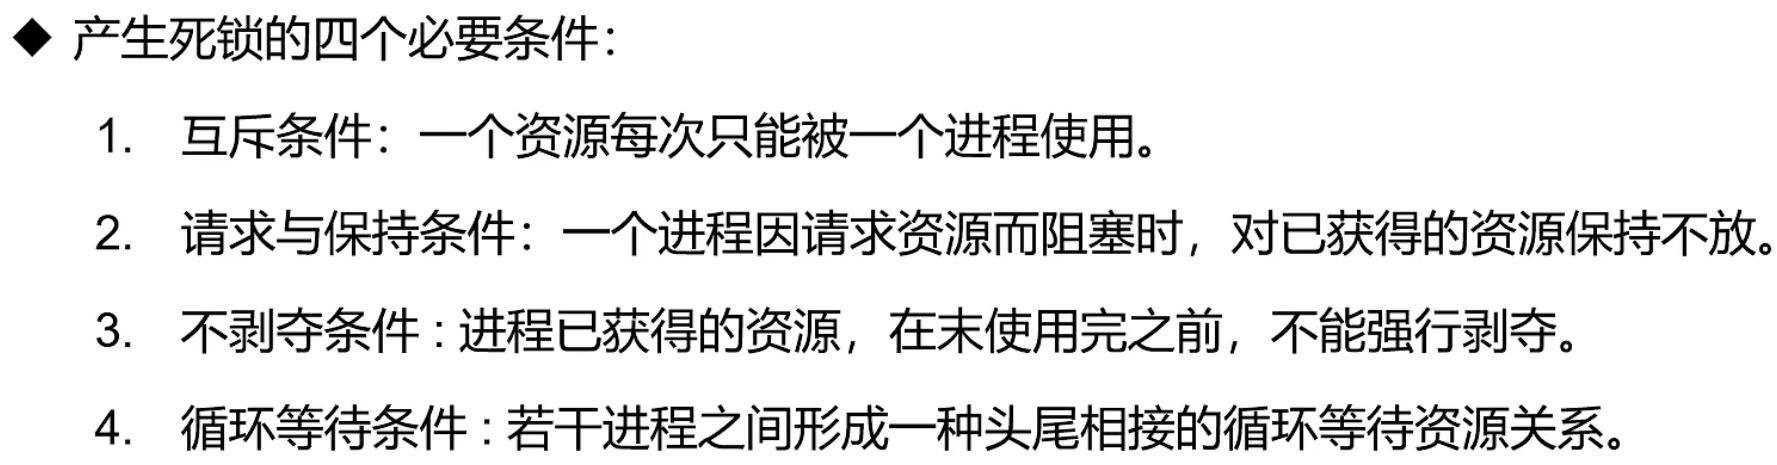 ◆ 产生死锁的四个必要条件：
1. 互斥条件：一个资源每次只能被一个进程使用。
2. 请求与保持条件：一个进程因请求资源而阻塞时，对已获得的资源保持不放。
3. 不剥夺条件 : 进程已获得的资源，在末使用完之前，不能强行剥夺。
4. 循环等待条件 : 若干进程之间形成一种头尾相接的循环等待资源关系。